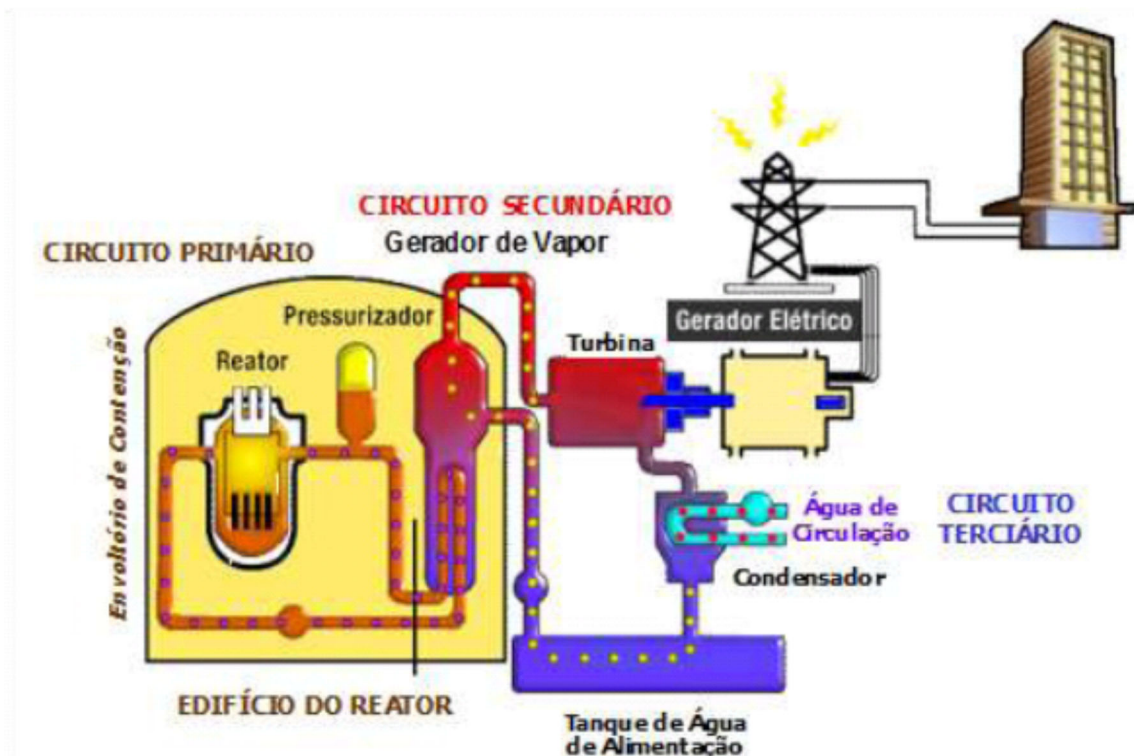 CIRCUITO SECUNDÁRIO
Gerador de Vapor
CIRCUITO PRIMÁRIO
Pressurizador
Reator
Envoltório de Contenção
Turbina
Gerador Elétrico
Água de
Circulação
CIRCUITO
TERCIÁRIO
Condensador
EDIFÍCIO DO REATOR
Tanque de Água
de Alimentação